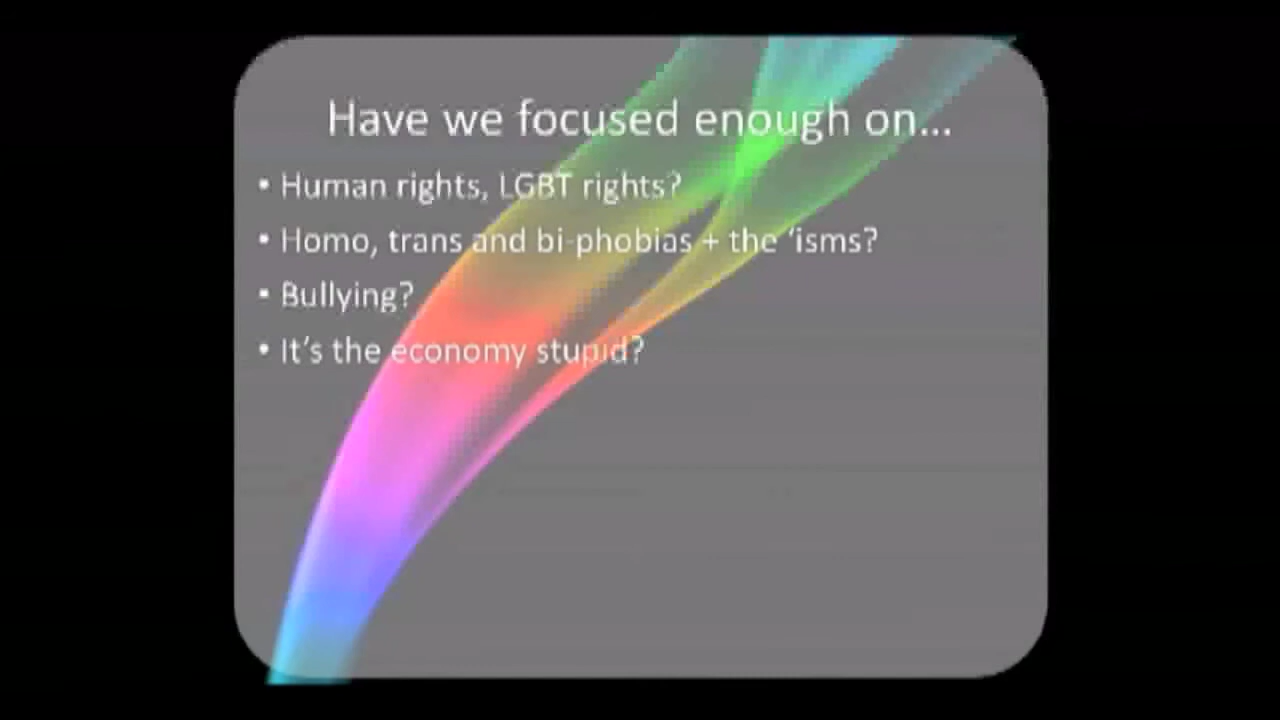 Have we focused enough on...
• Human rights, LGBT rights?
• Homo, trans and bi-phobias + the ‘isms?
• Bullying?
• It’s the economy stupid?